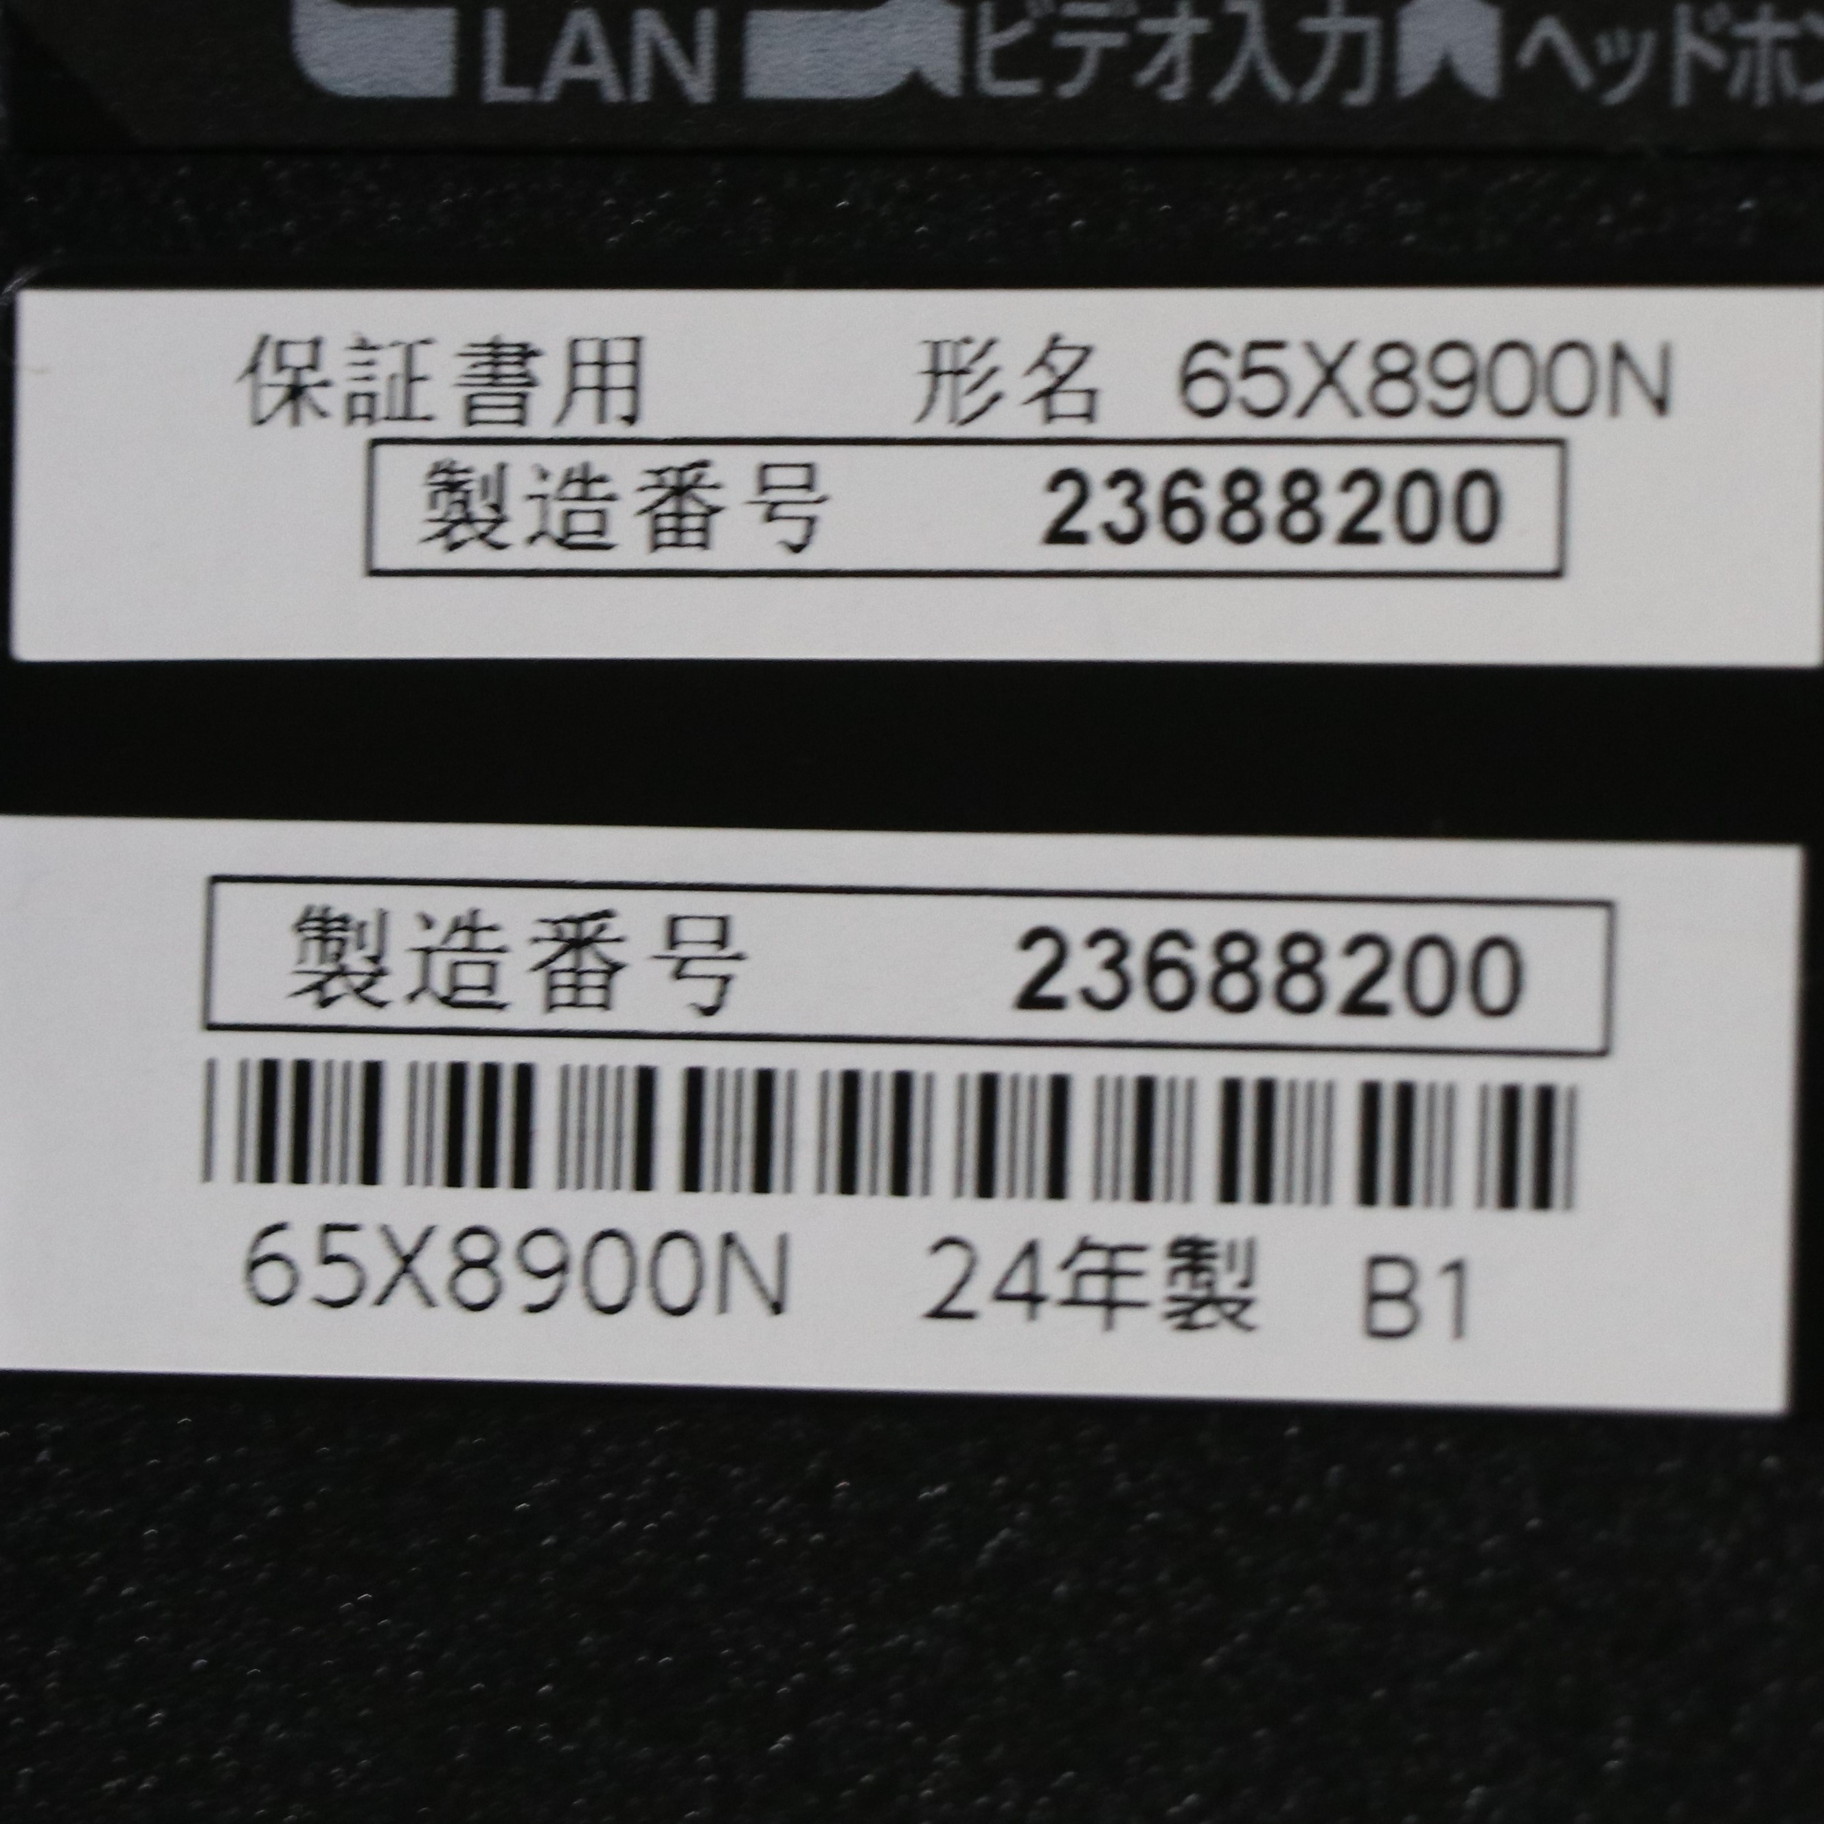 LAN ビデオ入力 ヘッドホン
保証書用 形名 65X8900N
製造番号 23688200
製造番号 23688200
65X8900N 24年製 B1